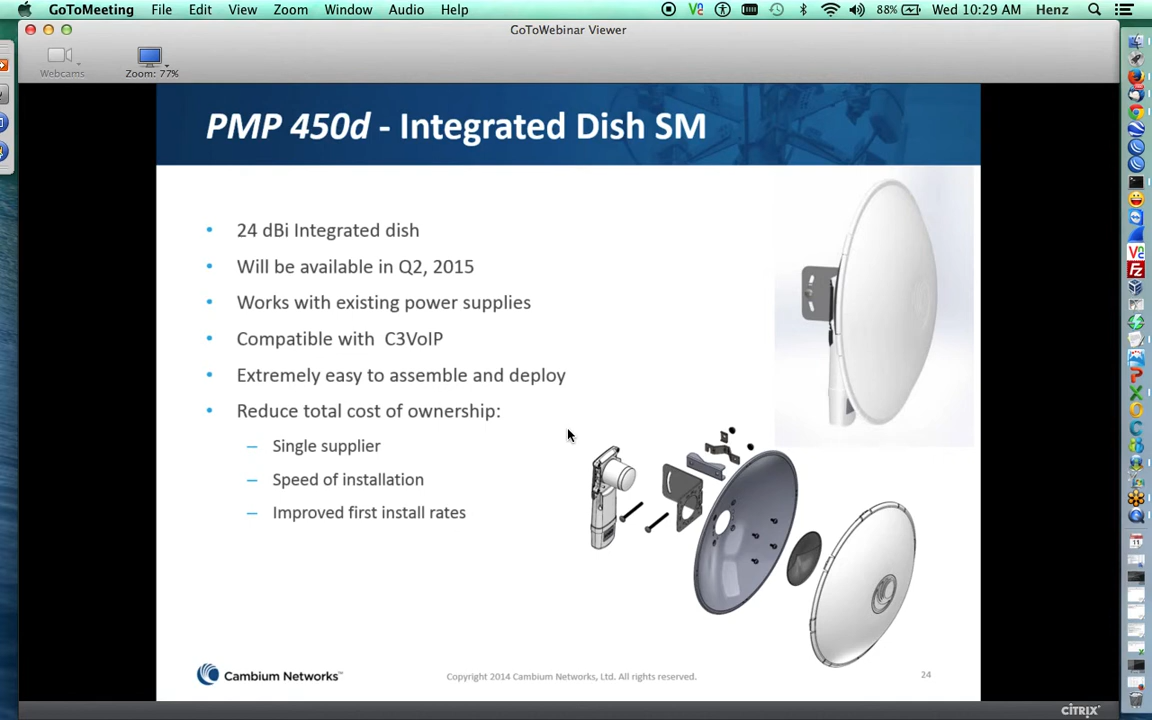 GoToMeeting File Edit View Zoom Window Audio Help 88% Wed 10:29 AM Henz
GoToWebinar Viewer
Webcams
Zoom: 77%
PMP 450d - Integrated Dish SM
• 24 dBi Integrated dish
• Will be available in Q2, 2015
• Works with existing power supplies
• Compatible with C3VoIP
• Extremely easy to assemble and deploy
• Reduce total cost of ownership:
– Single supplier
– Speed of installation
– Improved first install rates
Cambium Networks™
Copyright 2014 Cambium Networks, Ltd. All rights reserved.
24
CITRIX